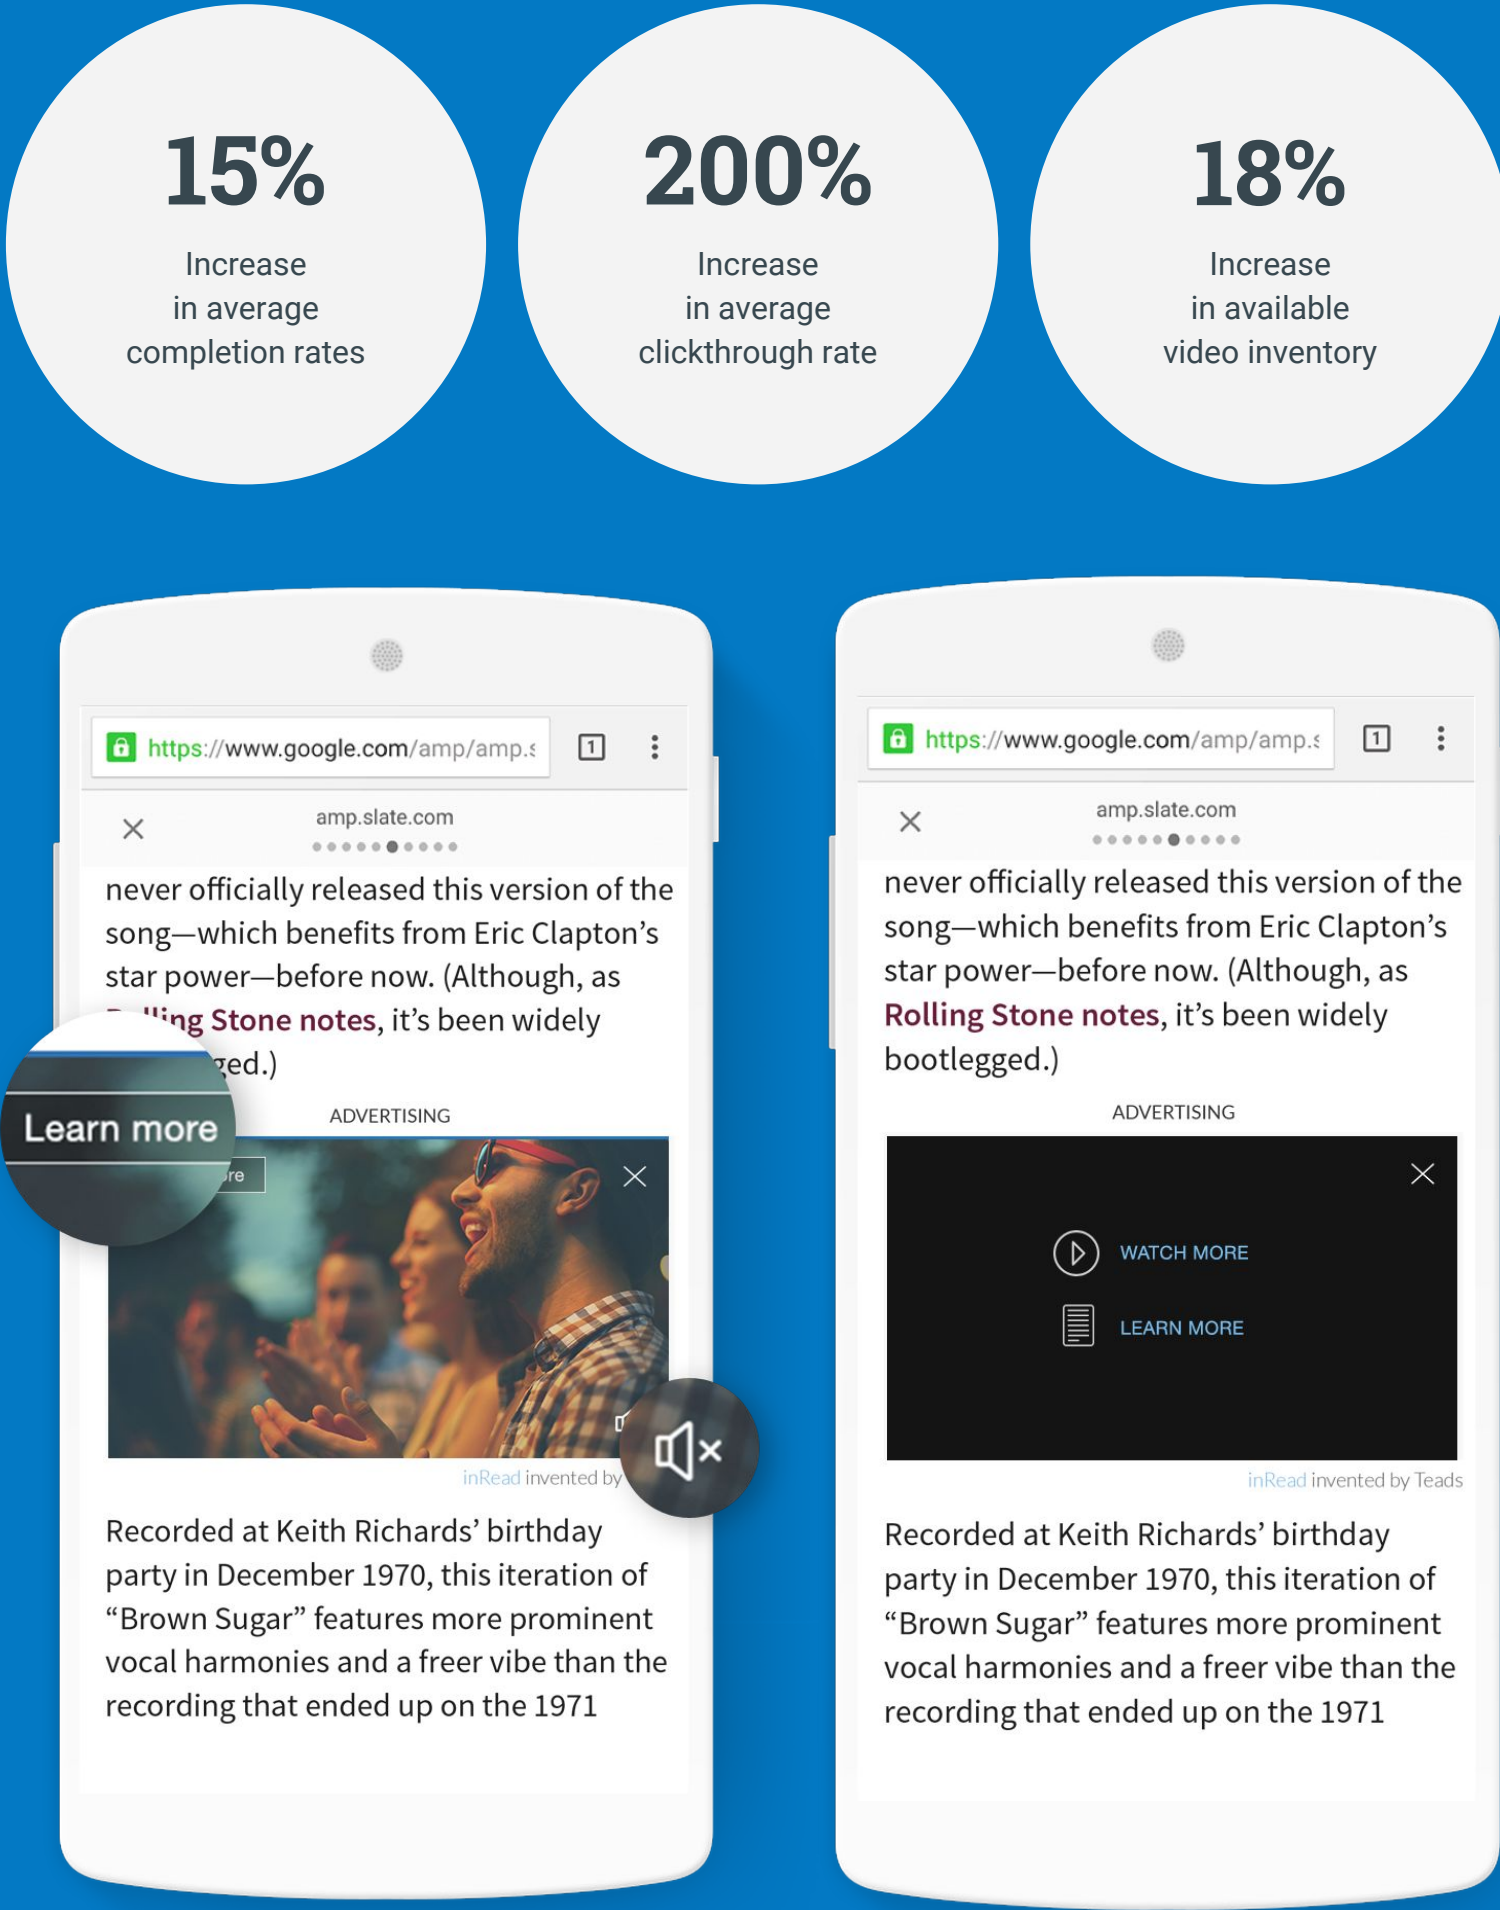 15%
Increase
in average
completion rates
200%
Increase
in average
clickthrough rate
18%
Increase
in available
video inventory
https://www.google.com/amp/amp.s
1
amp.slate.com
never officially released this version of the
song—which benefits from Eric Clapton’s
star power—before now. (Although, as
Stone notes, it’s been widely
Learn more
ADVERTISING
inRead invented by
Recorded at Keith Richards’ birthday
party in December 1970, this iteration of
“Brown Sugar” features more prominent
vocal harmonies and a freer vibe than the
recording that ended up on the 1971
https://www.google.com/amp/amp.s
1
amp.slate.com
never officially released this version of the
song—which benefits from Eric Clapton’s
star power—before now. (Although, as
Rolling Stone notes, it’s been widely
bootlegged.)
ADVERTISING
WATCH MORE
LEARN MORE
inRead invented by Teads
Recorded at Keith Richards’ birthday
party in December 1970, this iteration of
“Brown Sugar” features more prominent
vocal harmonies and a freer vibe than the
recording that ended up on the 1971